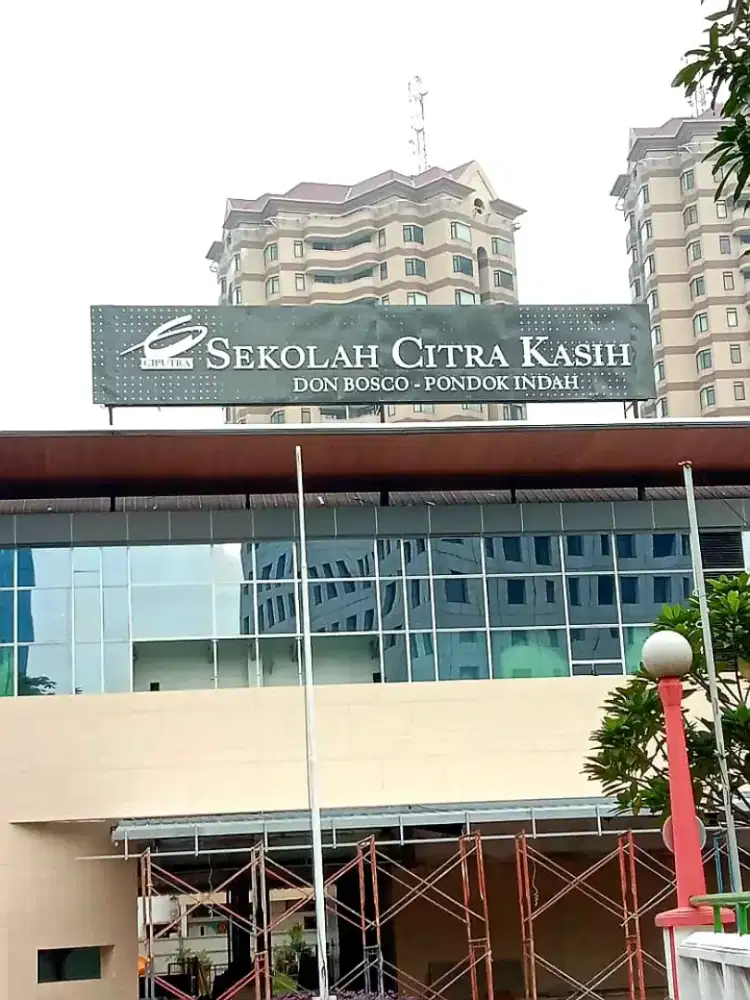 CIPUTRA
SEKOLAH CITRA KASIH
DON BOSCO - PONDOK INDAH